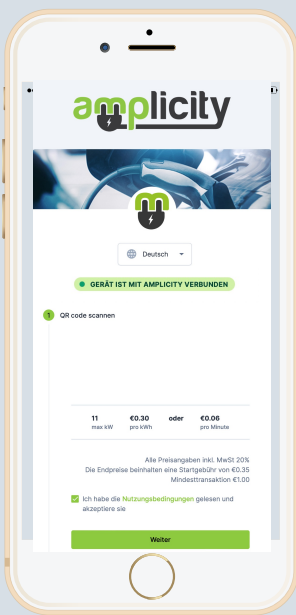 amplicity
Deutsch
GERÄT IST MIT AMPLICITY VERBUNDEN
1 QR code scannen
11 €0.30 oder €0.06
max kW pro kWh pro Minute
Alle Preisangaben inkl. MwSt 20%
Die Endpreise beinhalten eine Startgebühr von €0.35
Mindesttransaktion €1.00
Ich habe die Nutzungsbedingungen gelesen und
akzeptiere sie
Weiter